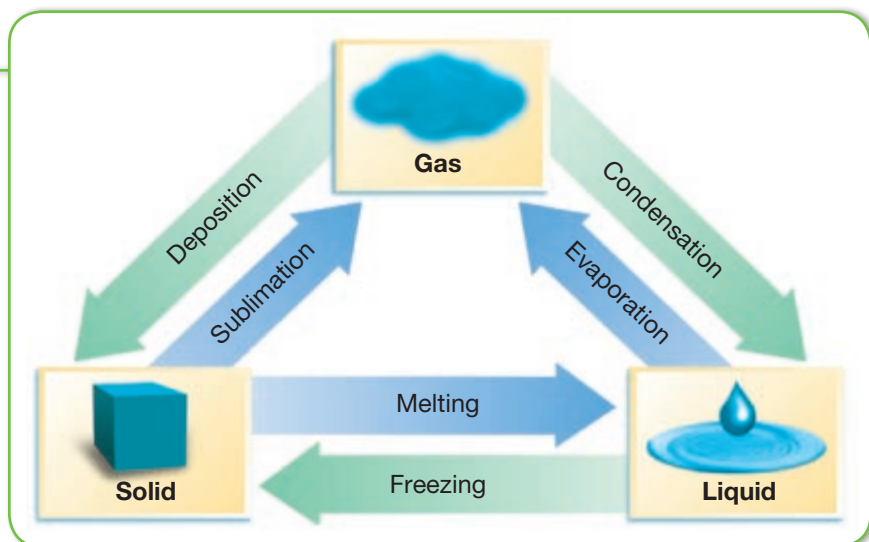 Gas
Deposition
Condensation
Sublimation
Evaporation
Melting
Freezing
Solid
Liquid